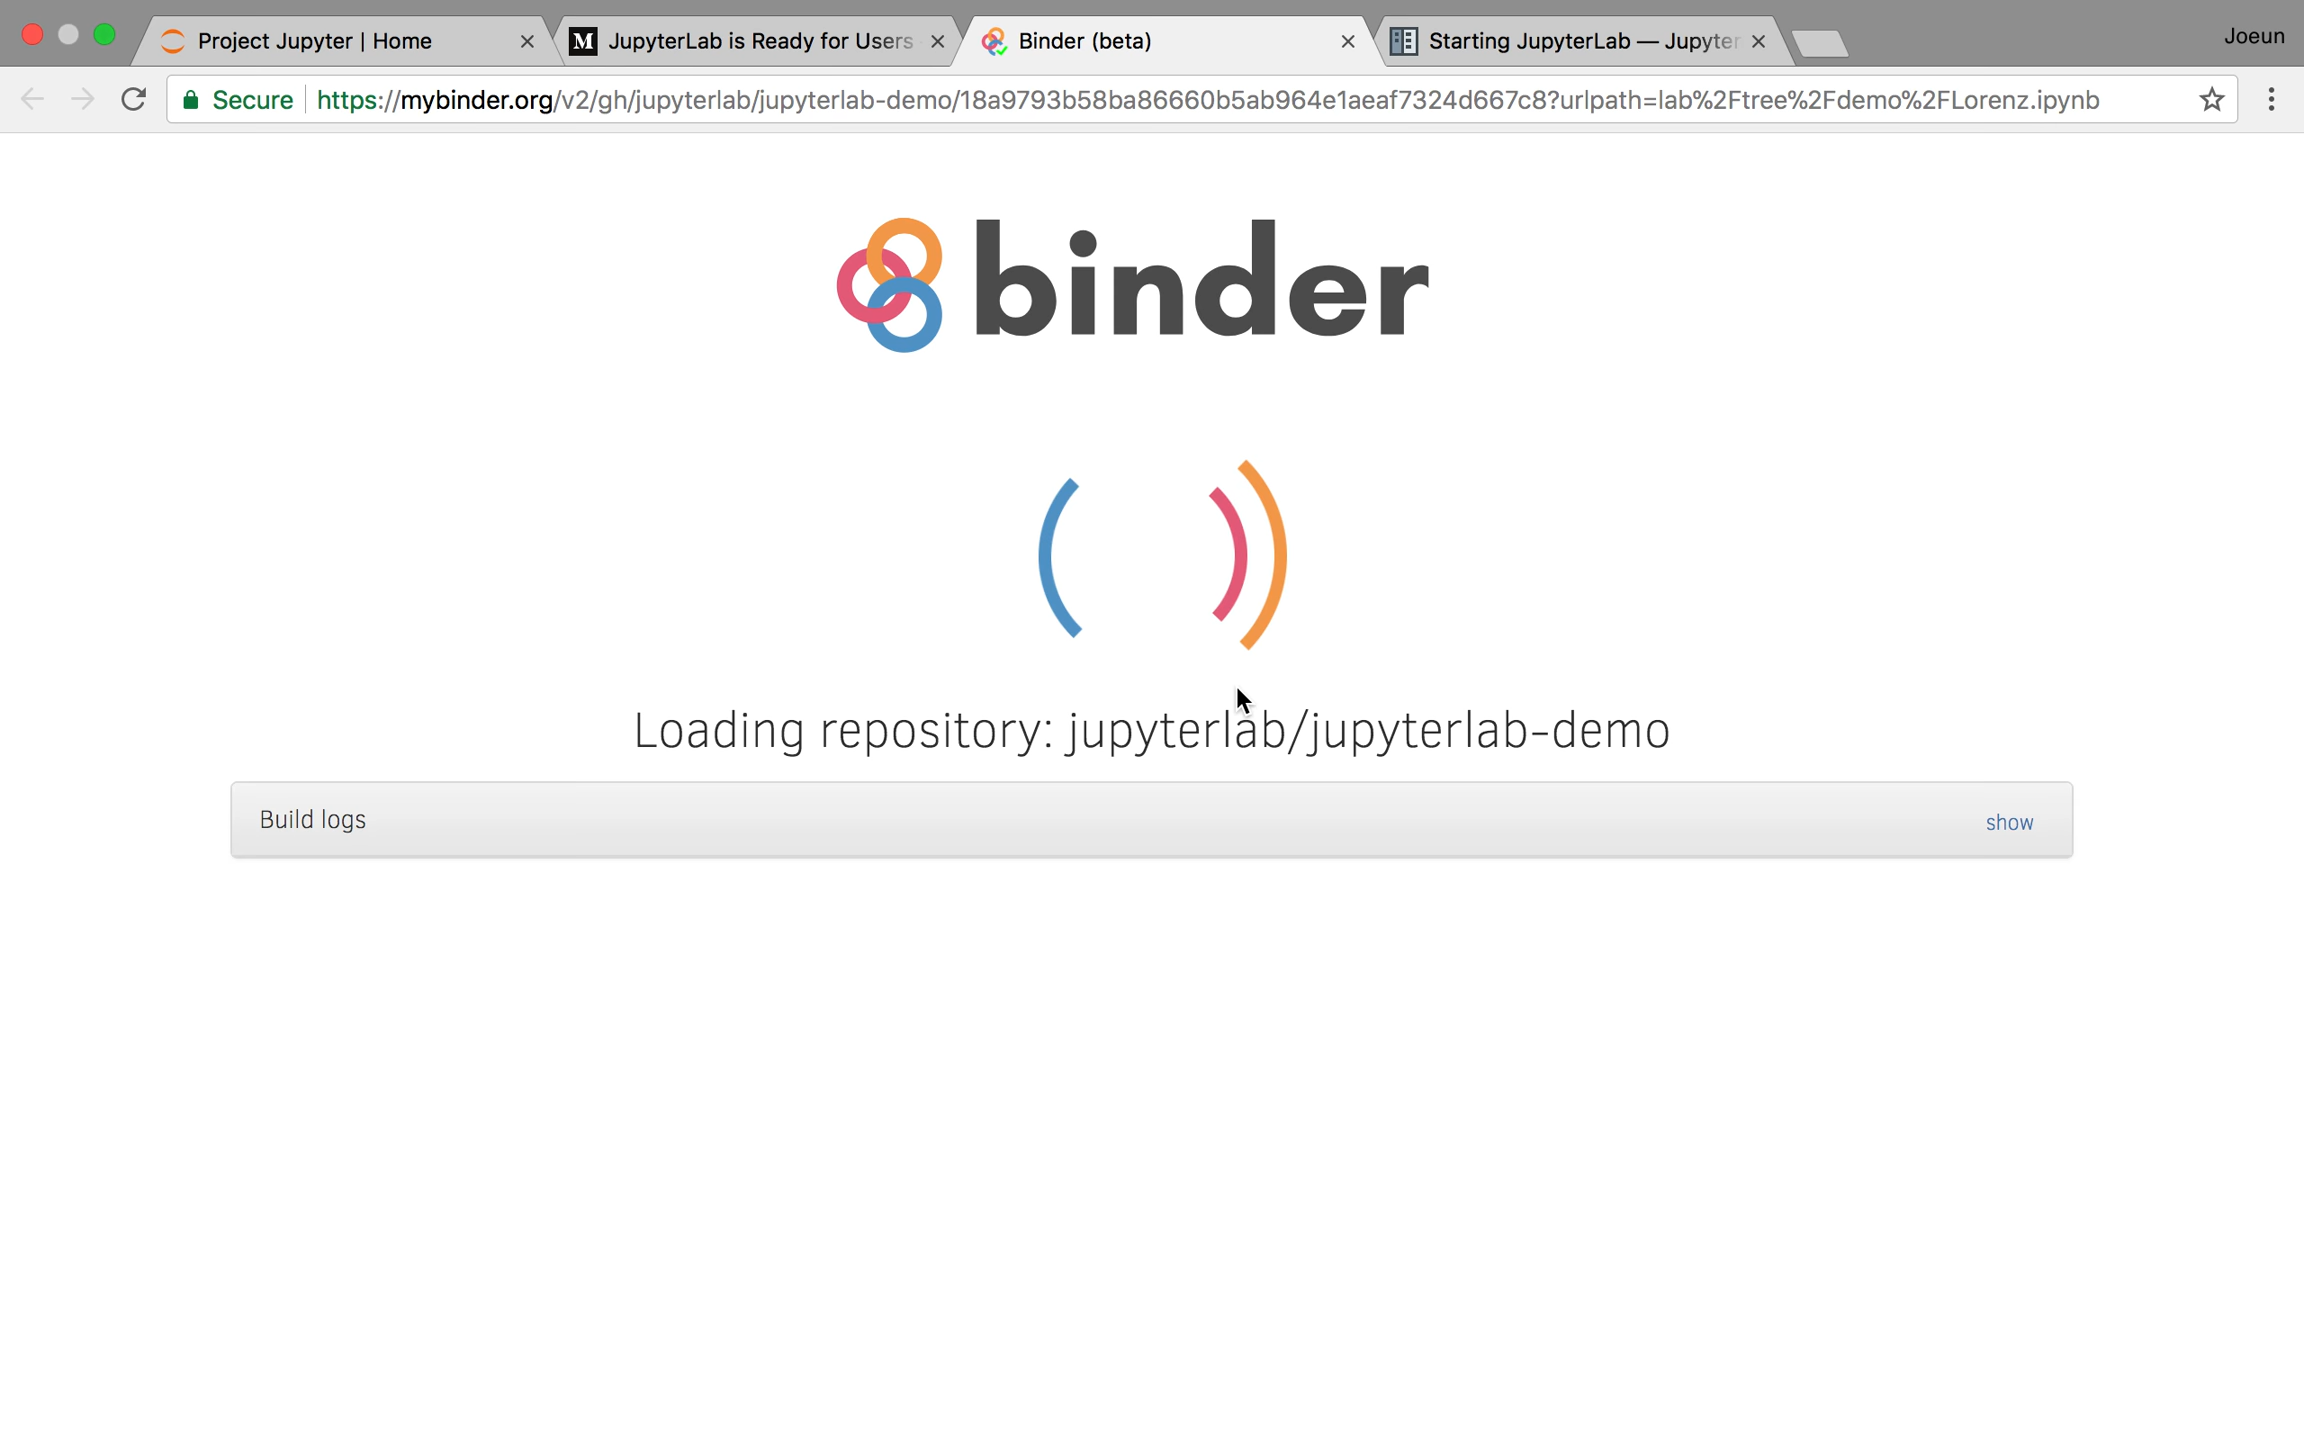 Project Jupyter | Home
JupyterLab is Ready for Users
Binder (beta)
Starting JupyterLab — Jupyter
Joeun
Secure https://mybinder.org/v2/gh/jupyterlab/jupyterlab-demo/18a9793b58ba86660b5ab964e1aeaf7324d667c8?urlpath=lab%2Ftree%2Fdemo%2FLorenz.ipynb
binder
Loading repository: jupyterlab/jupyterlab-demo
Build logs
show